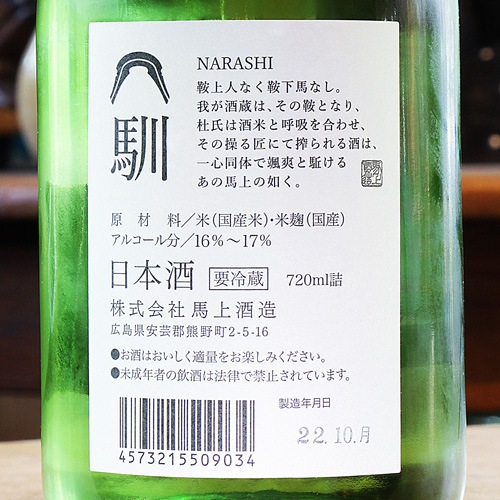 馴
NARASHI
鞍上人なく鞍下馬なし。
我が酒蔵は、その鞍となり、
杜氏は酒米と呼吸を合わせ、
その操る匠にて搾られる酒は、
一心同体で颯爽と駈ける
あの馬上の如く。
原材料／米(国産米)・米麹(国産)
アルコール分／16%～17%
日本酒 要冷蔵 720ml詰
株式会社 馬上酒造
広島県安芸郡熊野町2-5-16
●お酒はおいしく適量をお楽しみください。
●未成年者の飲酒は法律で禁止されています。
製造年月日
22.10.月
4573215509034